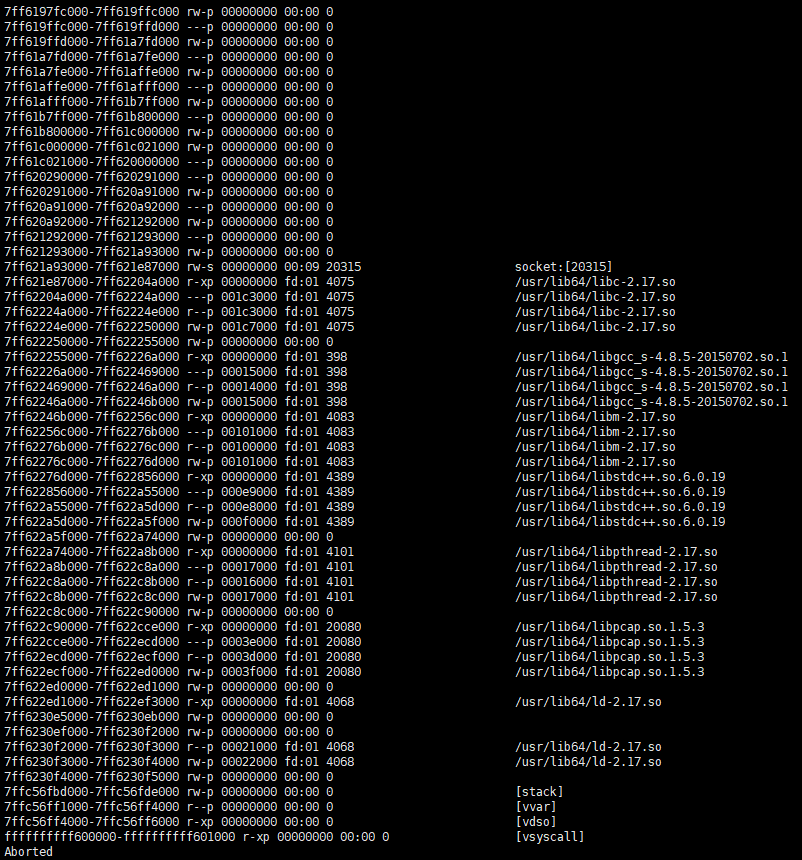 7ff6197fc000-7ff619ffc000 rw-p 00000000 00:00 0
7ff619ffc000-7ff619ffd000 ---p 00000000 00:00 0
7ff619ffd000-7ff61a7fd000 rw-p 00000000 00:00 0
7ff61a7fd000-7ff61a7fe000 ---p 00000000 00:00 0
7ff61a7fe000-7ff61affe000 rw-p 00000000 00:00 0
7ff61affe000-7ff61afff000 ---p 00000000 00:00 0
7ff61afff000-7ff61b7ff000 rw-p 00000000 00:00 0
7ff61b7ff000-7ff61b800000 ---p 00000000 00:00 0
7ff61b800000-7ff61c000000 rw-p 00000000 00:00 0
7ff61c000000-7ff61c021000 rw-p 00000000 00:00 0
7ff61c021000-7ff620000000 ---p 00000000 00:00 0
7ff620290000-7ff620291000 ---p 00000000 00:00 0
7ff620291000-7ff620a91000 rw-p 00000000 00:00 0
7ff620a91000-7ff620a92000 ---p 00000000 00:00 0
7ff620a92000-7ff621292000 rw-p 00000000 00:00 0
7ff621292000-7ff621293000 ---p 00000000 00:00 0
7ff621293000-7ff621a93000 rw-p 00000000 00:00 0
7ff621a93000-7ff621e87000 rw-s 00000000 00:09 20315 socket:[20315]
7ff621e87000-7ff62204a000 r-xp 00000000 fd:01 4075 /usr/lib64/libc-2.17.so
7ff62204a000-7ff62224a000 ---p 001c3000 fd:01 4075 /usr/lib64/libc-2.17.so
7ff62224a000-7ff62224e000 r--p 001c3000 fd:01 4075 /usr/lib64/libc-2.17.so
7ff62224e000-7ff622250000 rw-p 001c7000 fd:01 4075 /usr/lib64/libc-2.17.so
7ff622250000-7ff622255000 rw-p 00000000 00:00 0
7ff622255000-7ff62226a000 r-xp 00000000 fd:01 398 /usr/lib64/libgcc_s-4.8.5-20150702.so.1
7ff62226a000-7ff622469000 ---p 00015000 fd:01 398 /usr/lib64/libgcc_s-4.8.5-20150702.so.1
7ff622469000-7ff62246a000 r--p 00014000 fd:01 398 /usr/lib64/libgcc_s-4.8.5-20150702.so.1
7ff62246a000-7ff62246b000 rw-p 00015000 fd:01 398 /usr/lib64/libgcc_s-4.8.5-20150702.so.1
7ff62246b000-7ff62256c000 r-xp 00000000 fd:01 4083 /usr/lib64/libm-2.17.so
7ff62256c000-7ff62276b000 ---p 00101000 fd:01 4083 /usr/lib64/libm-2.17.so
7ff62276b000-7ff62276c000 r--p 00100000 fd:01 4083 /usr/lib64/libm-2.17.so
7ff62276c000-7ff62276d000 rw-p 00101000 fd:01 4083 /usr/lib64/libm-2.17.so
7ff62276d000-7ff622856000 r-xp 00000000 fd:01 4389 /usr/lib64/libstdc++.so.6.0.19
7ff622856000-7ff622a55000 ---p 000e9000 fd:01 4389 /usr/lib64/libstdc++.so.6.0.19
7ff622a55000-7ff622a5d000 r--p 000e8000 fd:01 4389 /usr/lib64/libstdc++.so.6.0.19
7ff622a5d000-7ff622a5f000 rw-p 000f0000 fd:01 4389 /usr/lib64/libstdc++.so.6.0.19
7ff622a5f000-7ff622a74000 rw-p 00000000 00:00 0
7ff622a74000-7ff622a8b000 r-xp 00000000 fd:01 4101 /usr/lib64/libpthread-2.17.so
7ff622a8b000-7ff622c8a000 ---p 00017000 fd:01 4101 /usr/lib64/libpthread-2.17.so
7ff622c8a000-7ff622c8b000 r--p 00016000 fd:01 4101 /usr/lib64/libpthread-2.17.so
7ff622c8b000-7ff622c8c000 rw-p 00017000 fd:01 4101 /usr/lib64/libpthread-2.17.so
7ff622c8c000-7ff622c90000 rw-p 00000000 00:00 0
7ff622c90000-7ff622cce000 r-xp 00000000 fd:01 20080 /usr/lib64/libpcap.so.1.5.3
7ff622cce000-7ff622ecd000 ---p 0003e000 fd:01 20080 /usr/lib64/libpcap.so.1.5.3
7ff622ecd000-7ff622ecf000 r--p 0003d000 fd:01 20080 /usr/lib64/libpcap.so.1.5.3
7ff622ecf000-7ff622ed0000 rw-p 0003f000 fd:01 20080 /usr/lib64/libpcap.so.1.5.3
7ff622ed0000-7ff622ed1000 rw-p 00000000 00:00 0
7ff622ed1000-7ff622ef3000 r-xp 00000000 fd:01 4068 /usr/lib64/ld-2.17.so
7ff6230e5000-7ff6230eb000 rw-p 00000000 00:00 0
7ff6230ef000-7ff6230f2000 rw-p 00000000 00:00 0
7ff6230f2000-7ff6230f3000 r--p 00021000 fd:01 4068 /usr/lib64/ld-2.17.so
7ff6230f3000-7ff6230f4000 rw-p 00022000 fd:01 4068 /usr/lib64/ld-2.17.so
7ff6230f4000-7ff6230f5000 rw-p 00000000 00:00 0
7ffc56fbd000-7ffc56fde000 rw-p 00000000 00:00 0 [stack]
7ffc56ff1000-7ffc56ff4000 r--p 00000000 00:00 0 [vvar]
7ffc56ff4000-7ffc56ff6000 r-xp 00000000 00:00 0 [vdso]
ffffffffff600000-ffffffffff601000 r-xp 00000000 00:00 0 [vsyscall]
Aborted